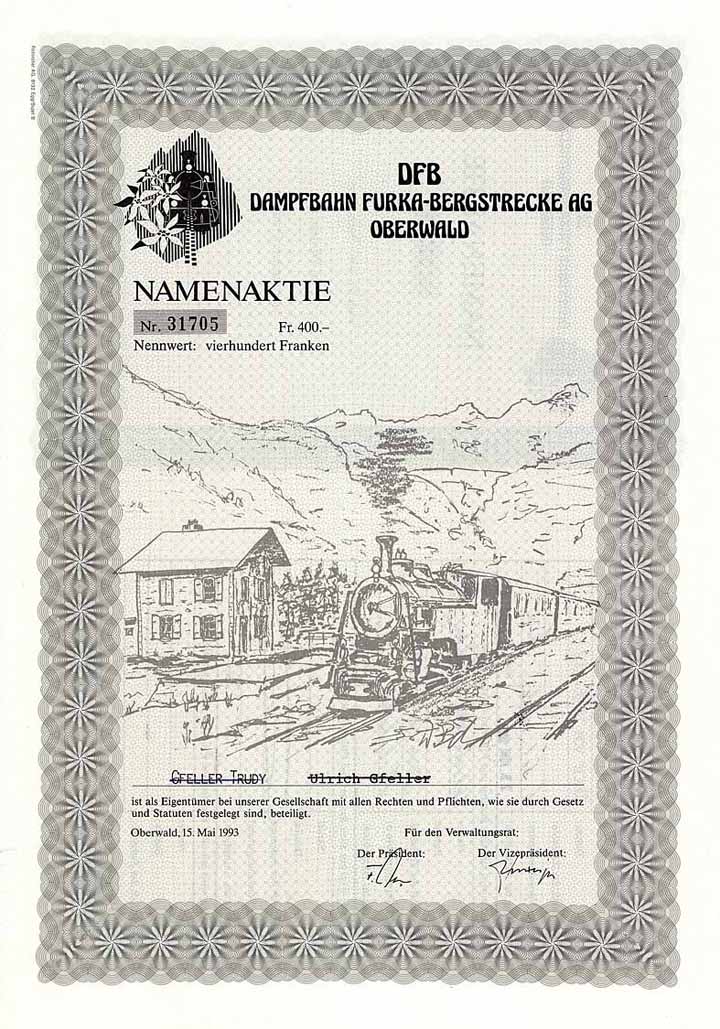 DFB
DAMPFBAHN FURKA-BERGSTRECKE AG
OBERWALD
NAMENAKTIE
Nr. 31705 Fr. 400.–
Nennwert: vierhundert Franken
GFELLER TRUDY Ulrich Gfeller
ist als Eigentümer bei unserer Gesellschaft mit allen Rechten und Pflichten, wie sie durch Gesetz
und Statuten festgelegt sind, beteiligt.
Oberwald, 15. Mai 1993 Für den Verwaltungsrat:
Der Präsident: Der Vizepräsident: